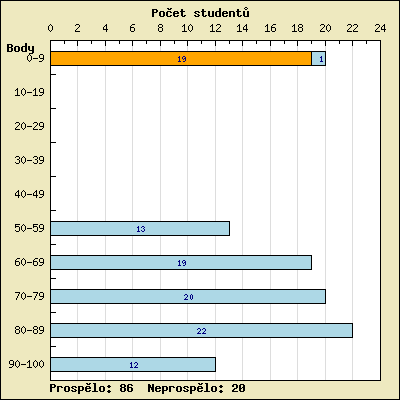 Počet studentů
0 2 4 6 8 10 12 14 16 18 20 22 24
Body
0-9 19 1
10-19
20-29
30-39
40-49
50-59 13
60-69 19
70-79 20
80-89 22
90-100 12
Prospělo: 86 Neprospělo: 20